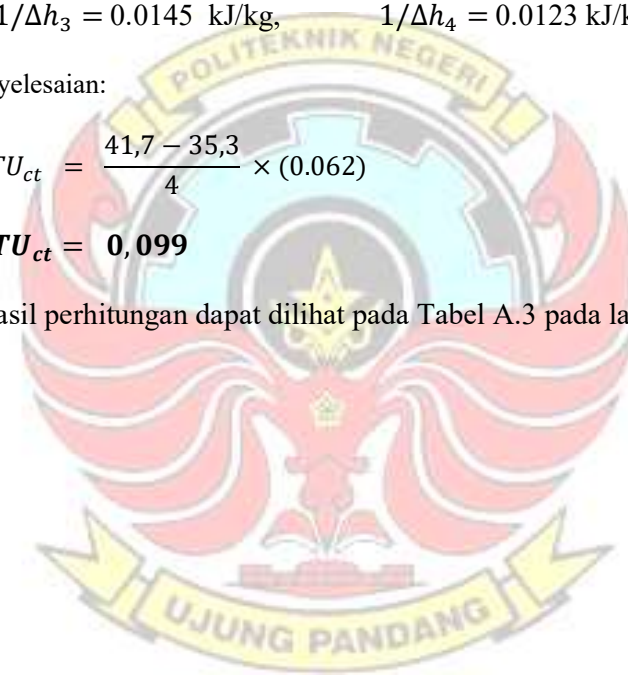 1/Δh₃ = 0.0145 kJ/kg, 1/Δh₄ = 0.0123 kJ/k
POLITEKNIK NEGERI
yelesaian:
TU_ct = (41,7 − 35,3)/4 × (0.062)
TU_ct = 0,099
asil perhitungan dapat dilihat pada Tabel A.3 pada la
UJUNG PANDANG